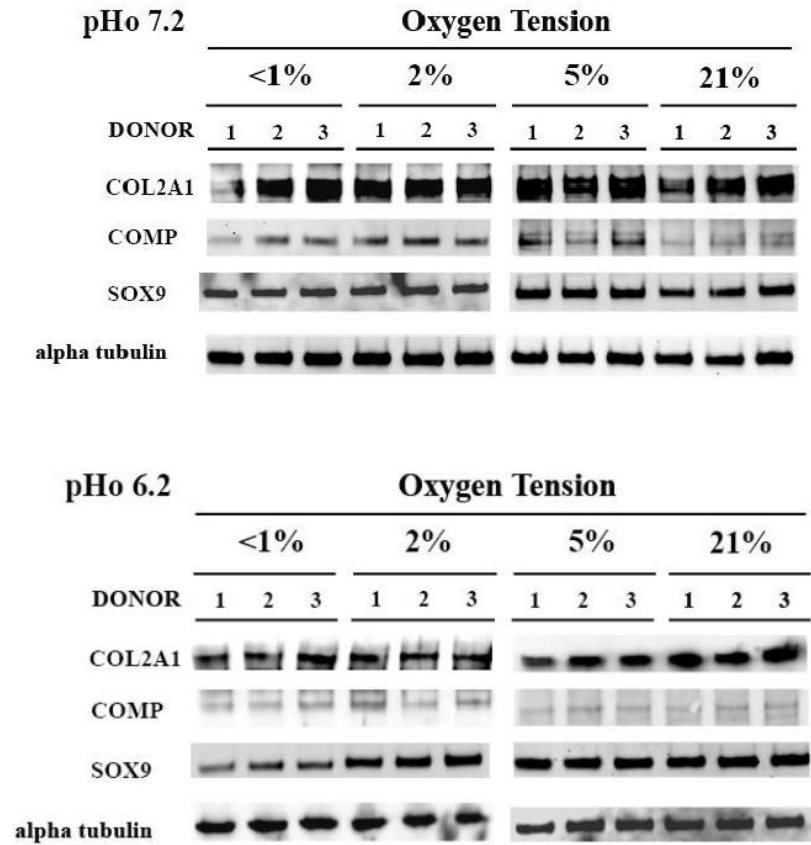 pHo 7.2 Oxygen Tension
<1% 2% 5% 21%
DONOR 1 2 3 1 2 3 1 2 3 1 2 3
COL2A1
COMP
SOX9
alpha tubulin
pHo 6.2 Oxygen Tension
<1% 2% 5% 21%
DONOR 1 2 3 1 2 3 1 2 3 1 2 3
COL2A1
COMP
SOX9
alpha tubulin